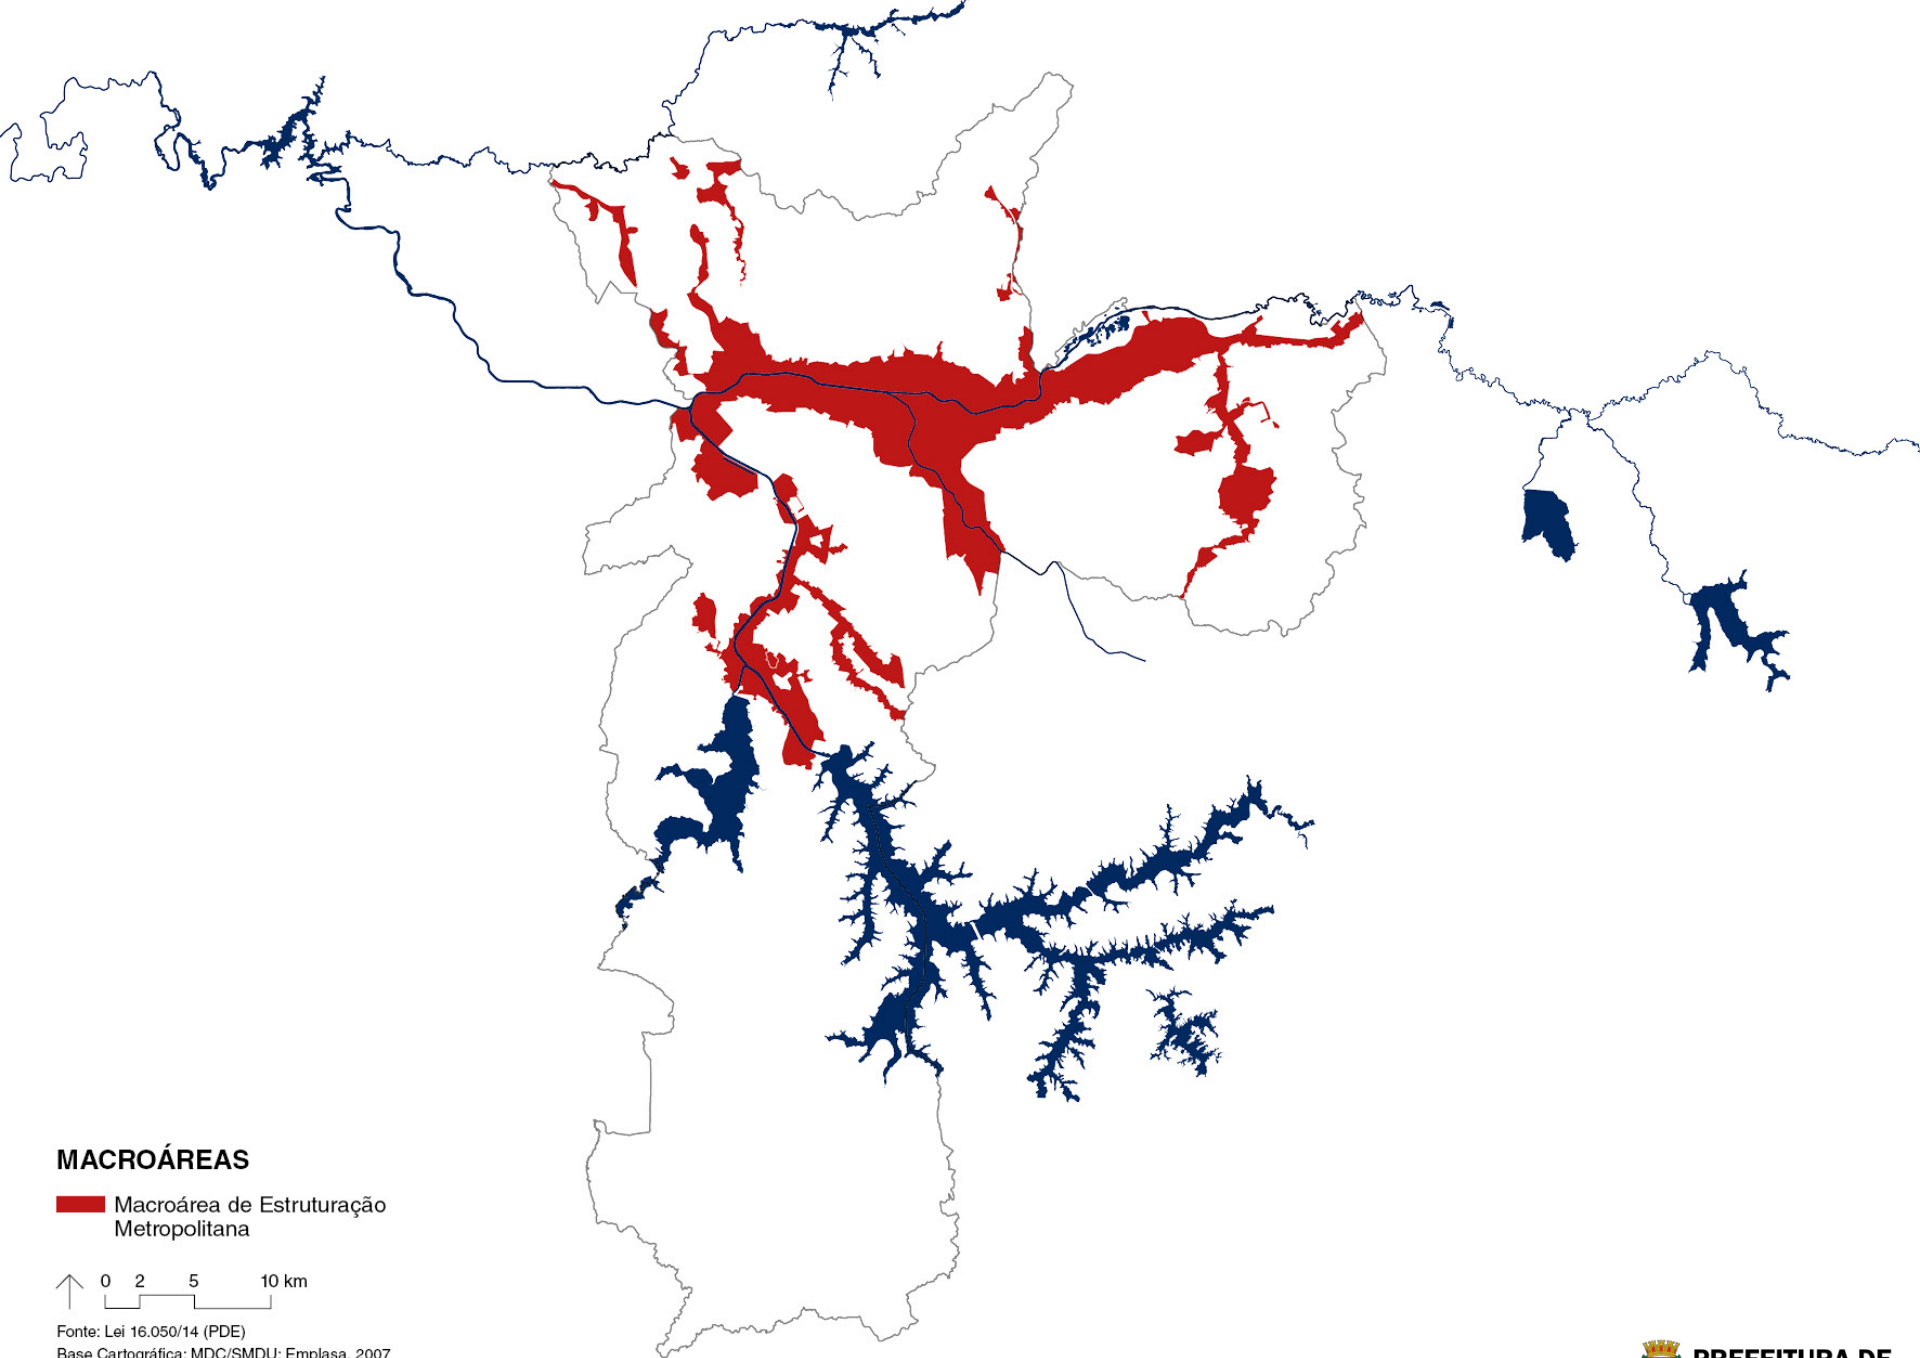 MACROÁREAS
Macroárea de Estruturação
Metropolitana
0 2 5 10 km
Fonte: Lei 16.050/14 (PDE)
Base Cartográfica: MDC/SMDU; Emplasa, 2007
PREFEITURA DE